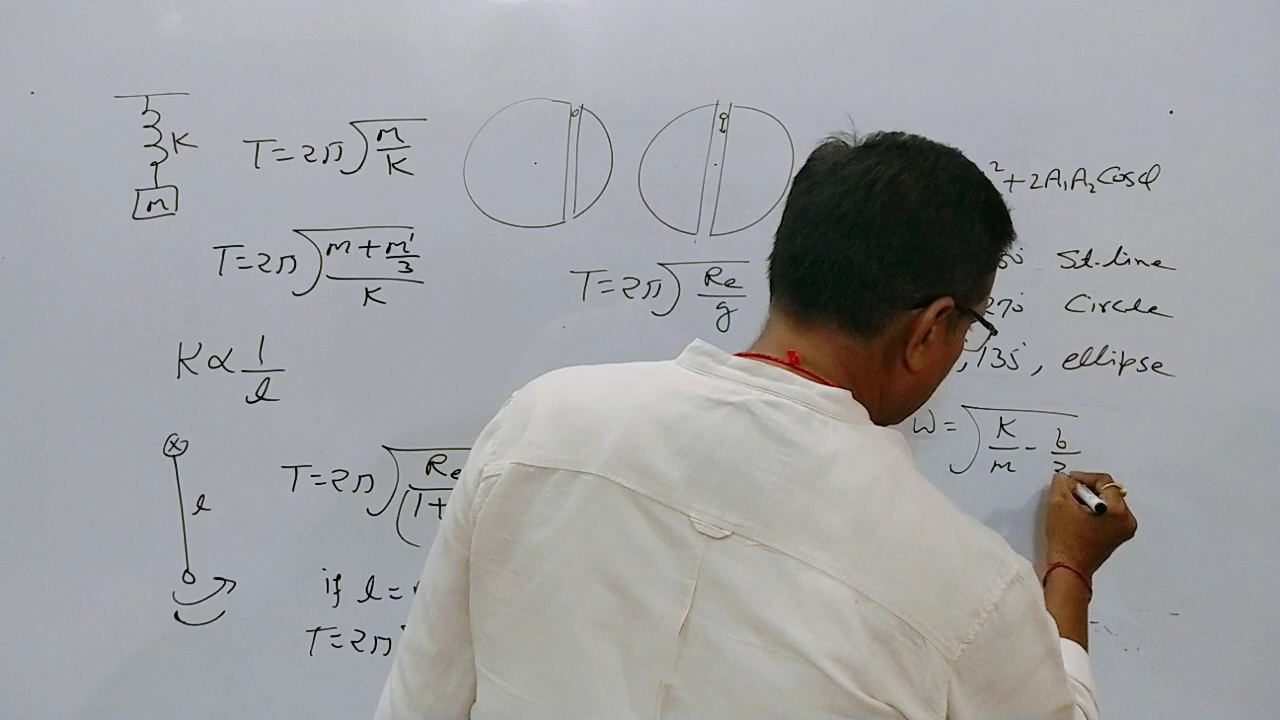 K
m
T=2π√(m/K)
T=2π√((m+m'/3)/K)
K∝1/l
l
T=2π√(Re/g)
T=2π√(Re/(1+
if l=
T=2π
²+2A₁A₂Cosφ
St-line
270° Circle
,135°, ellipse
W=√(K/m-b/2